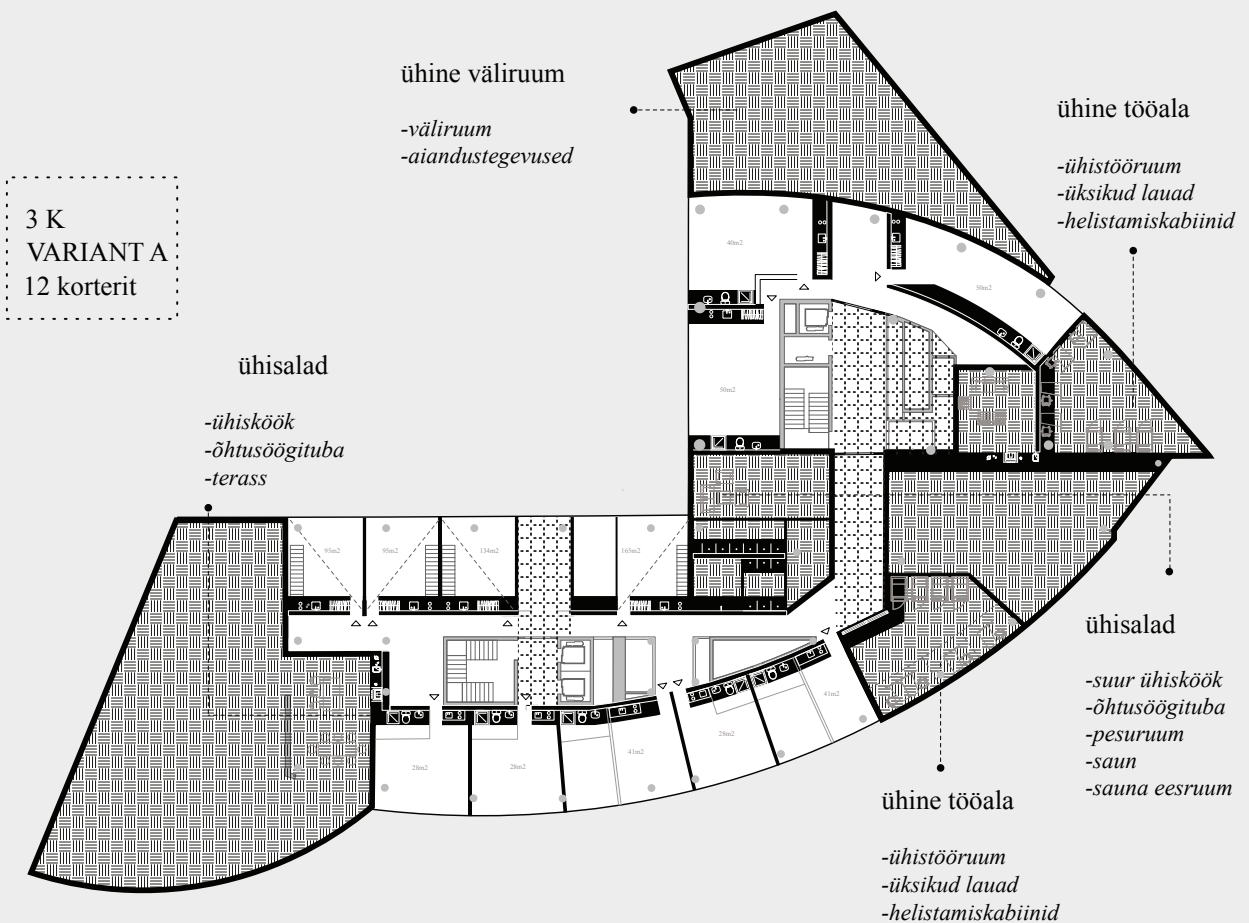 ühine väliruum
-väliruum
-aiandustegevused
ühine tööala
-ühistööruum
-üksikud lauad
-helistamiskabiinid
3 K
VARIANT A
12 korterit
ühisalad
-ühisköök
-õhtusöögituba
-terass
40m2
50m2
50m2
95m2
95m2
134m2
165m2
28m2
28m2
41m2
28m2
41m2
ühisalad
-suur ühisköök
-õhtusöögituba
-pesuruum
-saun
-sauna eesruum
ühine tööala
-ühistööruum
-üksikud lauad
-helistamiskabiinid